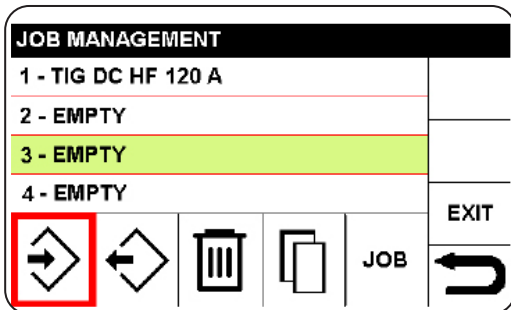 JOB MANAGEMENT
1 - TIG DC HF 120 A
2 - EMPTY
3 - EMPTY
4 - EMPTY
EXIT
JOB